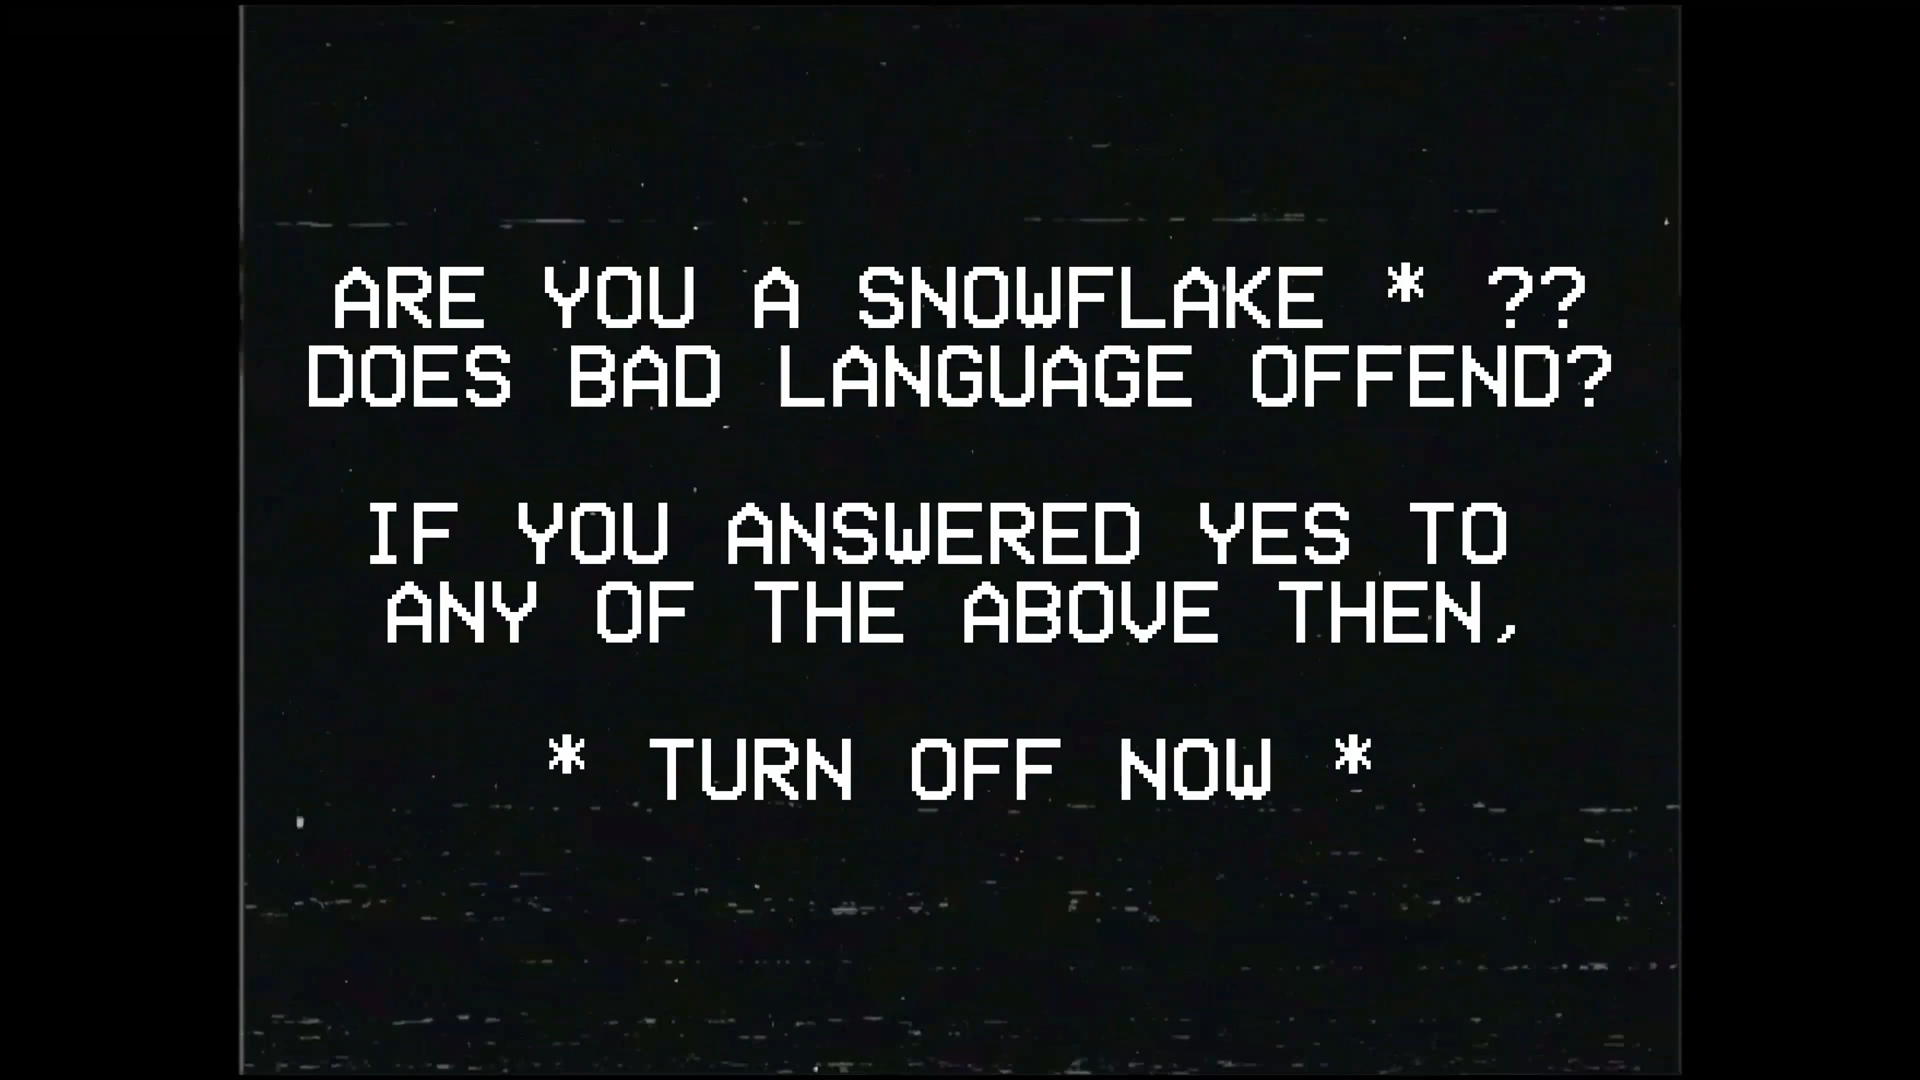 ARE YOU A SNOWFLAKE * ??
DOES BAD LANGUAGE OFFEND?
IF YOU ANSWERED YES TO
ANY OF THE ABOVE THEN,
* TURN OFF NOW *